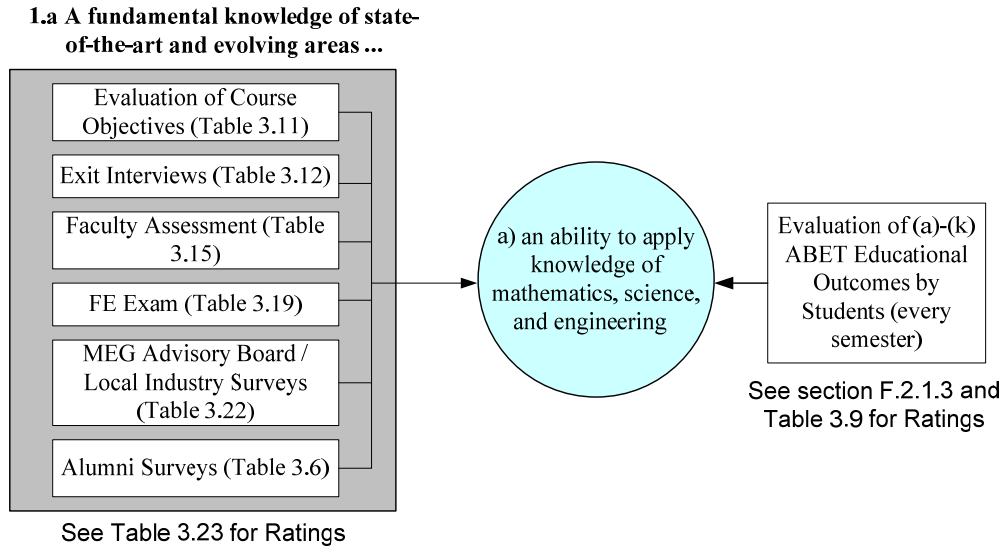 1.a A fundamental knowledge of state-
of-the-art and evolving areas ...
Evaluation of Course
Objectives (Table 3.11)
Exit Interviews (Table 3.12)
Faculty Assessment (Table
3.15)
FE Exam (Table 3.19)
MEG Advisory Board /
Local Industry Surveys
(Table 3.22)
Alumni Surveys (Table 3.6)
See Table 3.23 for Ratings
a) an ability to apply
knowledge of
mathematics, science,
and engineering
Evaluation of (a)-(k)
ABET Educational
Outcomes by
Students (every
semester)
See section F.2.1.3 and
Table 3.9 for Ratings